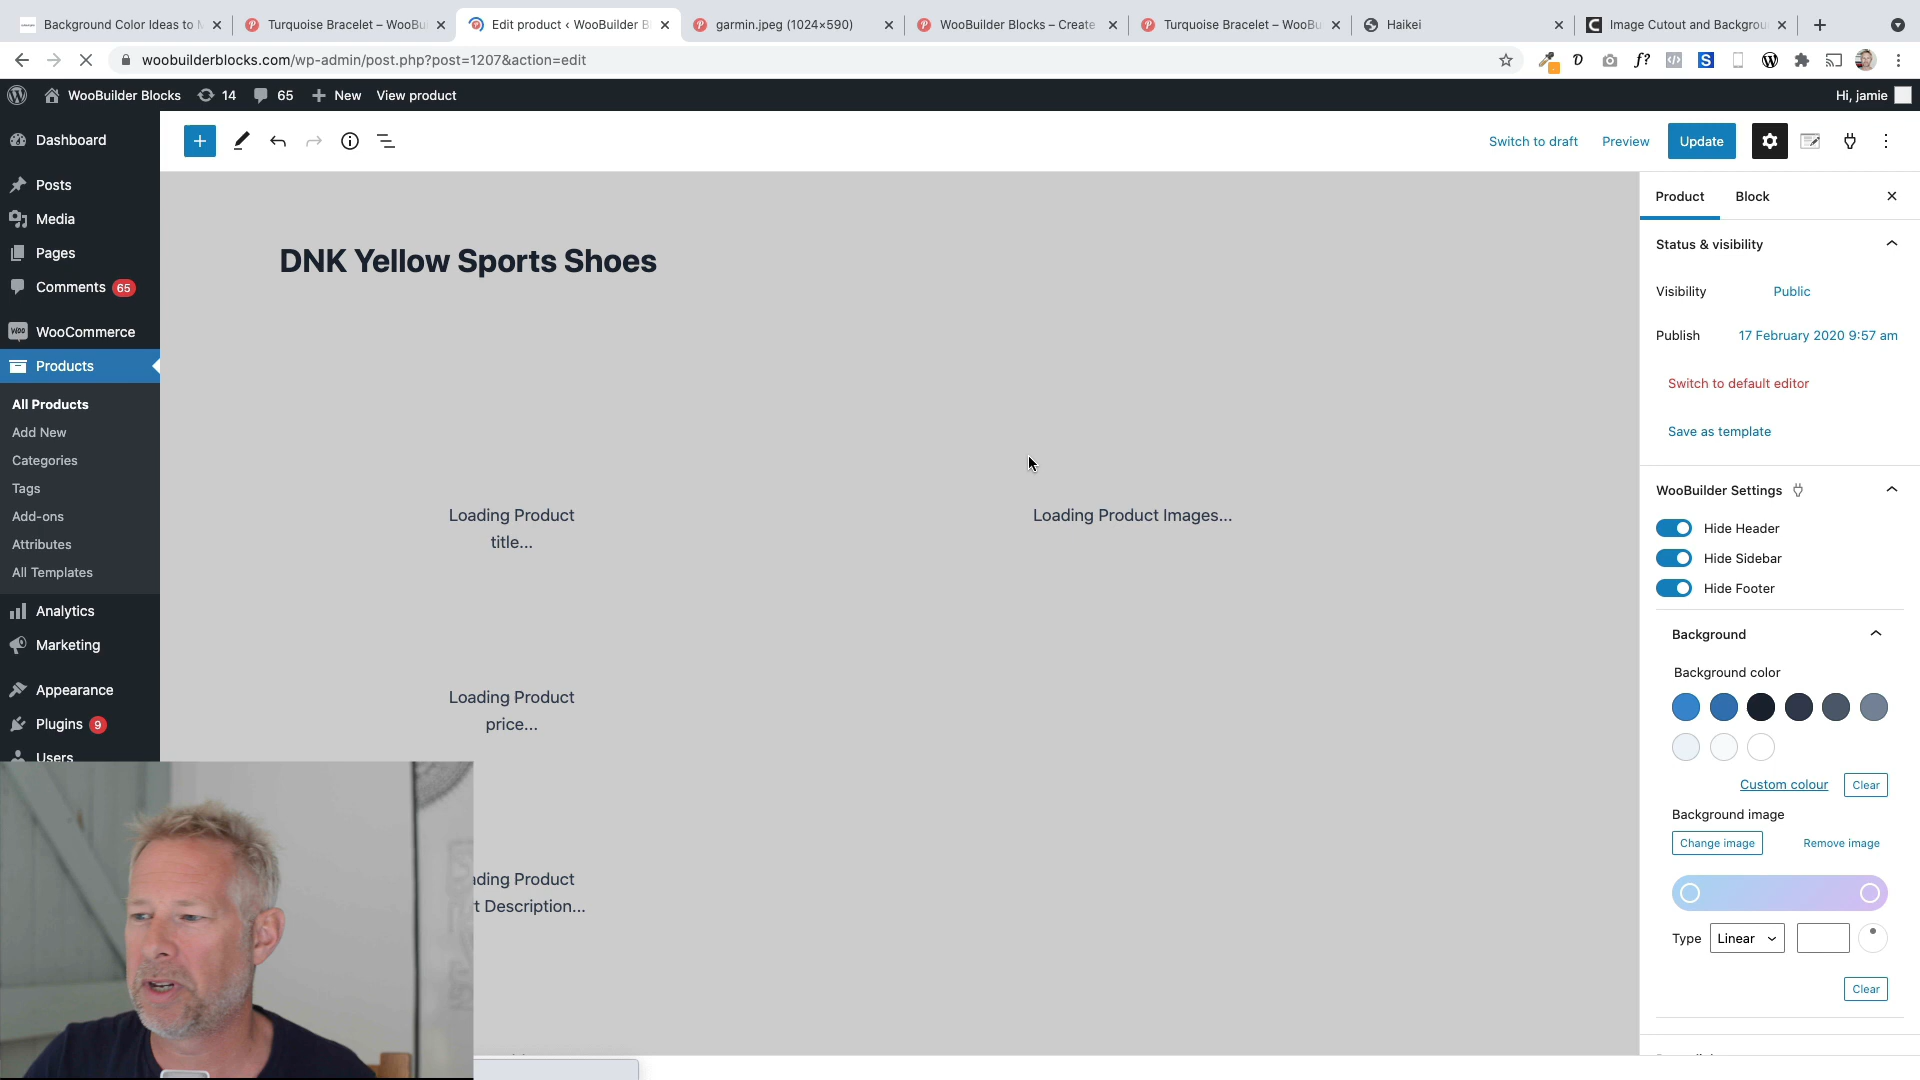 Background Color Ideas to M
Turquoise Bracelet – WooBu
Edit product ‹ WooBuilder B
garmin.jpeg (1024×590)
WooBuilder Blocks – Create
Turquoise Bracelet – WooBu
Haikei
Image Cutout and Backgrou
woobuilderblocks.com/wp-admin/post.php?post=1207&action=edit
WooBuilder Blocks
14
65
New
View product
Hi, jamie
Dashboard
Posts
Media
Pages
Comments 65
WooCommerce
Products
All Products
Add New
Categories
Tags
Add-ons
Attributes
All Templates
Analytics
Marketing
Appearance
Plugins 9
Users
Switch to draft
Preview
Update
DNK Yellow Sports Shoes
Loading Product
title...
Loading Product Images...
Loading Product
price...
ading Product
t Description...
Product
Block
Status & visibility
Visibility
Public
Publish
17 February 2020 9:57 am
Switch to default editor
Save as template
WooBuilder Settings
Hide Header
Hide Sidebar
Hide Footer
Background
Background color
Custom colour
Clear
Background image
Change image
Remove image
Type
Linear
Clear